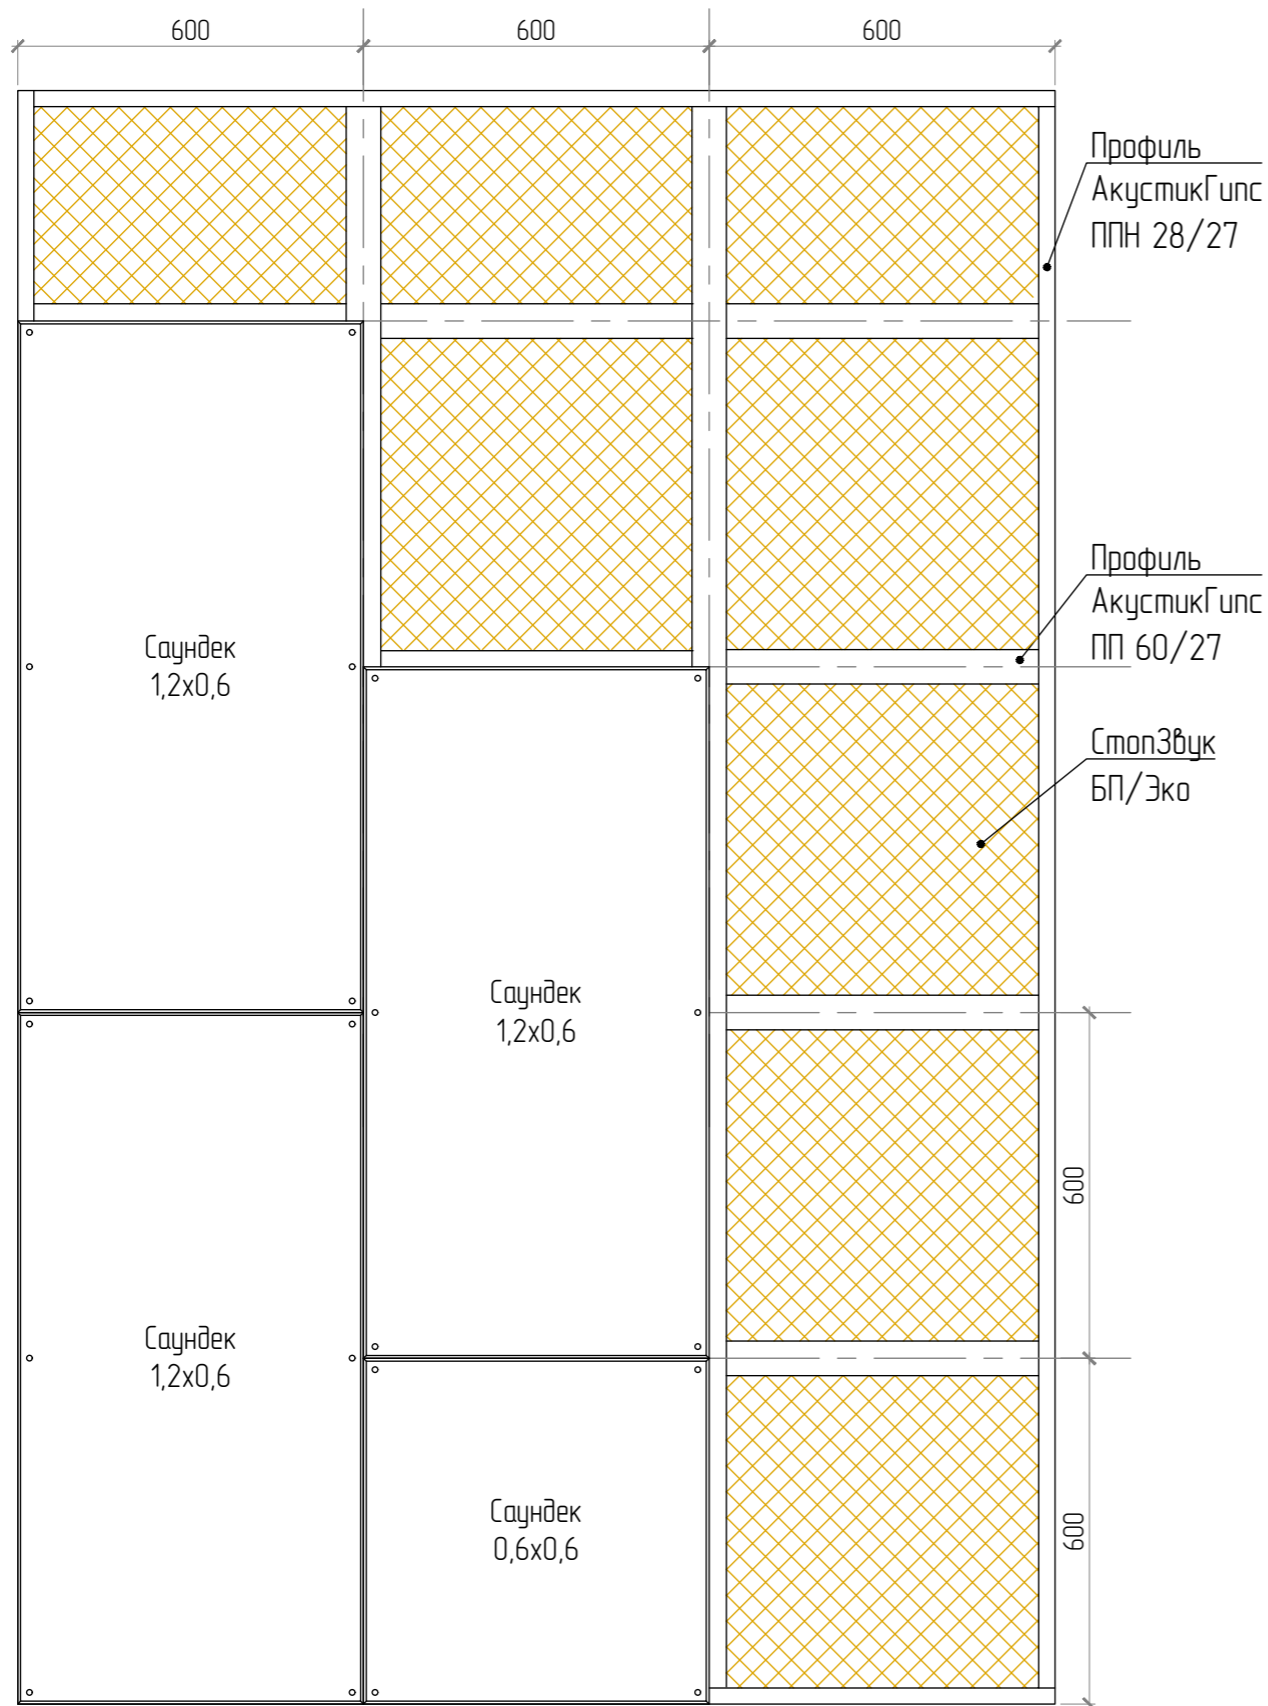 600 600 600
Профиль
АкустикГипс
ППН 28/27
Профиль
АкустикГипс
ПП 60/27
Саундек
1,2х0,6
СтопЗвук
БП/Эко
Саундек
1,2х0,6
600
Саундек
1,2х0,6
Саундек
0,6х0,6
600